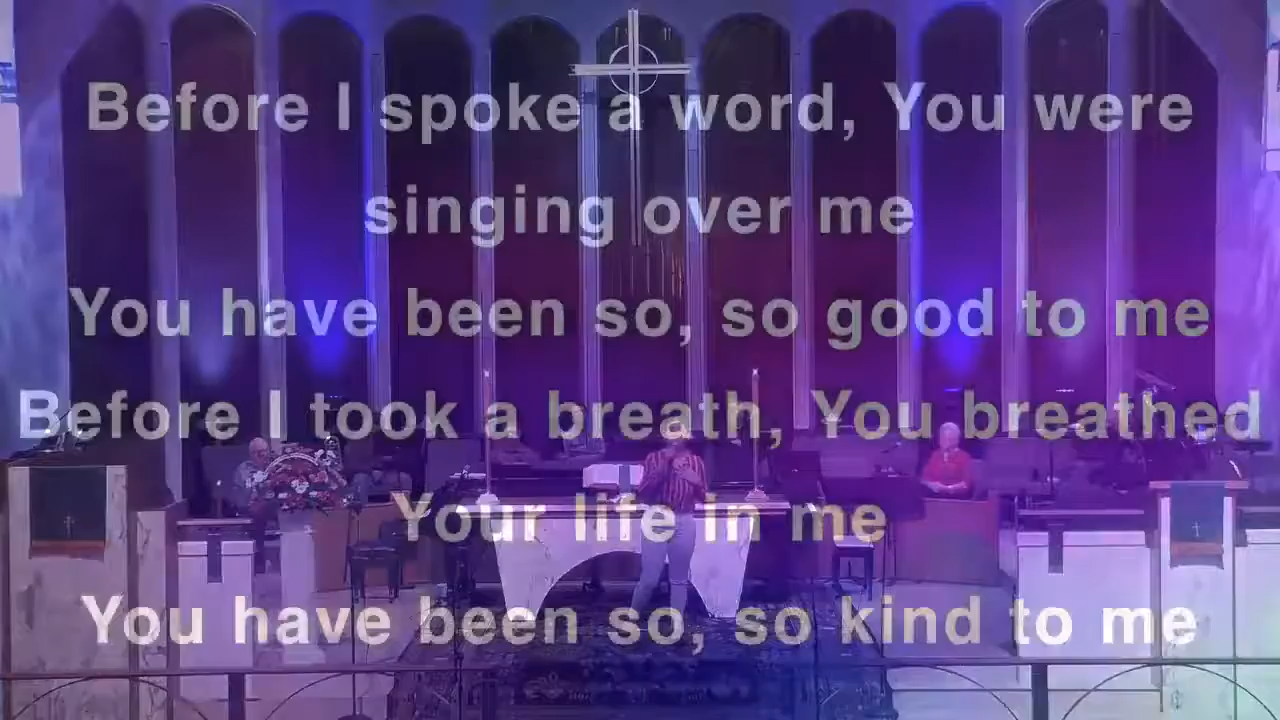 Before I spoke a word, You were
singing over me
You have been so, so good to me
Before I took a breath, You breathed
Your life in me
You have been so, so kind to me